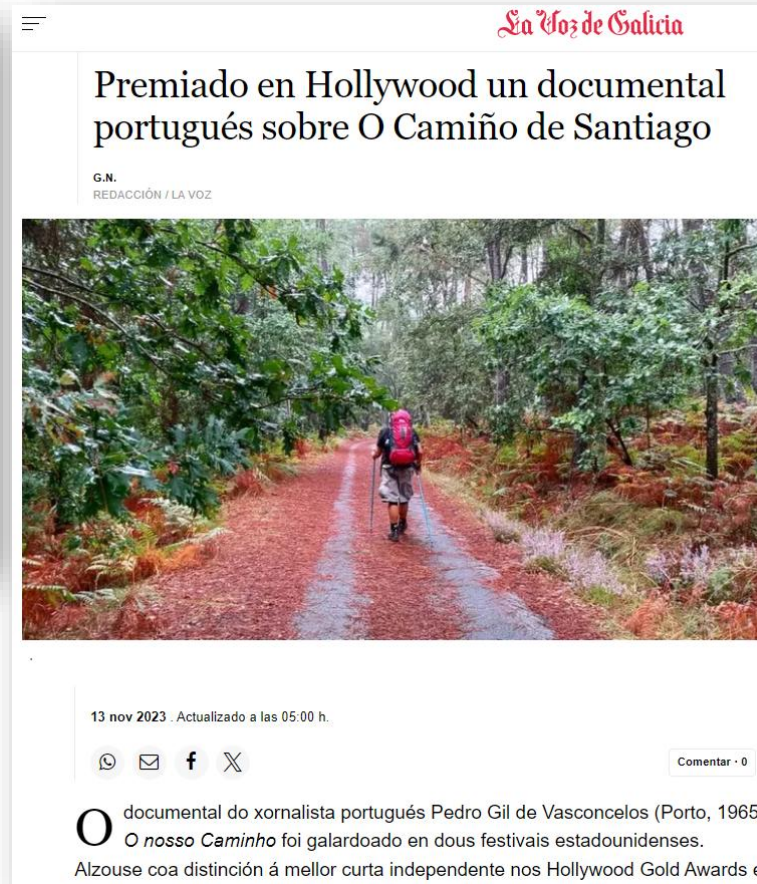 La Voz de Galicia
Premiado en Hollywood un documental
portugués sobre O Camiño de Santiago
G.N.
REDACCIÓN / LA VOZ
13 nov 2023 . Actualizado a las 05:00 h.
Comentar · 0
O documental do xornalista portugués Pedro Gil de Vasconcelos (Porto, 1965
O nosso Caminho foi galardoado en dous festivais estadounidenses.
Alzouse coa distinción á mellor curta independente nos Hollywood Gold Awards e